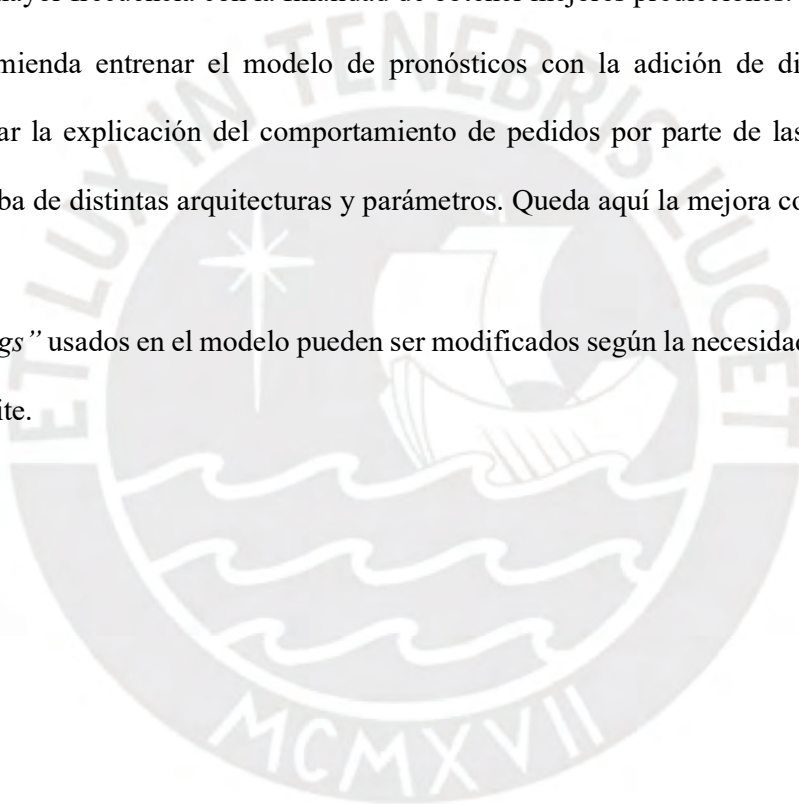 mayor frecuencia con la finalidad de obtener mejores predicciones.
mienda entrenar el modelo de pronósticos con la adición de di
ar la explicación del comportamiento de pedidos por parte de las
ba de distintas arquitecturas y parámetros. Queda aquí la mejora co
gs” usados en el modelo pueden ser modificados según la necesidad
ite.
ET LUX IN TENEBRIS LUCET
MCMXVII